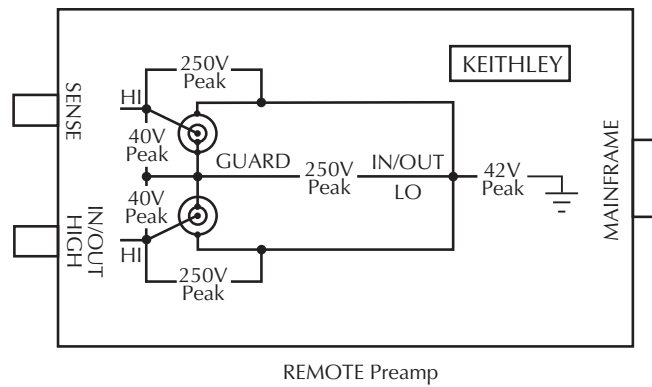 KEITHLEY
250V
Peak
SENSE
HI
40V
Peak
GUARD
250V
Peak
IN/OUT
LO
42V
Peak
MAINFRAME
40V
Peak
IN/OUT
HIGH
HI
250V
Peak
REMOTE Preamp